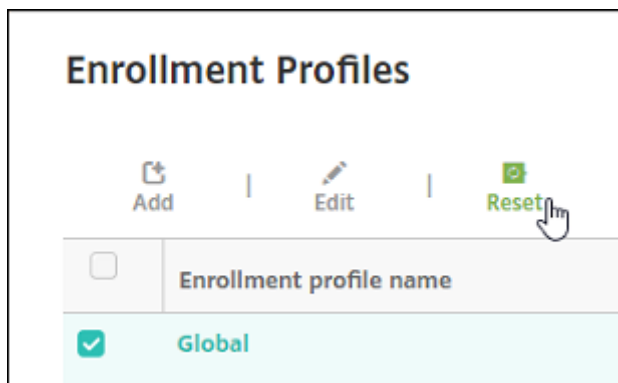 Enrollment Profiles
Add | Edit | Reset
Enrollment profile name
Global